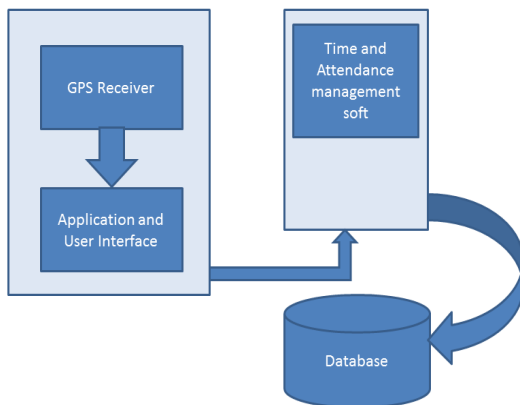 GPS Receiver
Application and
User Interface
Time and
Attendance
management
soft
Database